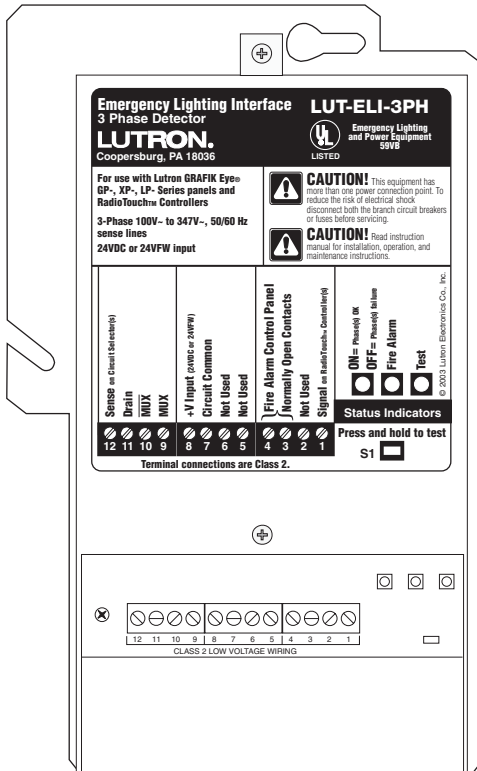 Emergency Lighting Interface
3 Phase Detector
LUTRON.
Coopersburg, PA 18036
LUT-ELI-3PH
UL
LISTED
Emergency Lighting
and Power Equipment
59VB
For use with Lutron GRAFIK Eye®
GP-, XP-, LP- Series panels and
RadioTouch™ Controllers
3-Phase 100V~ to 347V~, 50/60 Hz
sense lines
24VDC or 24VFW input
CAUTION! This equipment has
more than one power connection point. To
reduce the risk of electrical shock
disconnect both the branch circuit breakers
or fuses before servicing.
CAUTION! Read instruction
manual for installation, operation, and
maintenance instructions.
Sense on Circuit Selector(s)
Drain
MUX
MUX
+V Input (24VDC or 24VFW)
Circuit Common
Not Used
Not Used
Fire Alarm Control Panel
Normally Open Contacts
Not Used
Signal on RadioTouch™ Controller(s)
ON= Phase(s) OK
OFF= Phase(s) failure
Fire Alarm
Test
© 2003 Lutron Electronics Co., Inc.
Status Indicators
12 11 10 9 8 7 6 5 4 3 2 1
Press and hold to test
S1
Terminal connections are Class 2.
12 11 10 9 8 7 6 5 4 3 2 1
CLASS 2 LOW VOLTAGE WIRING